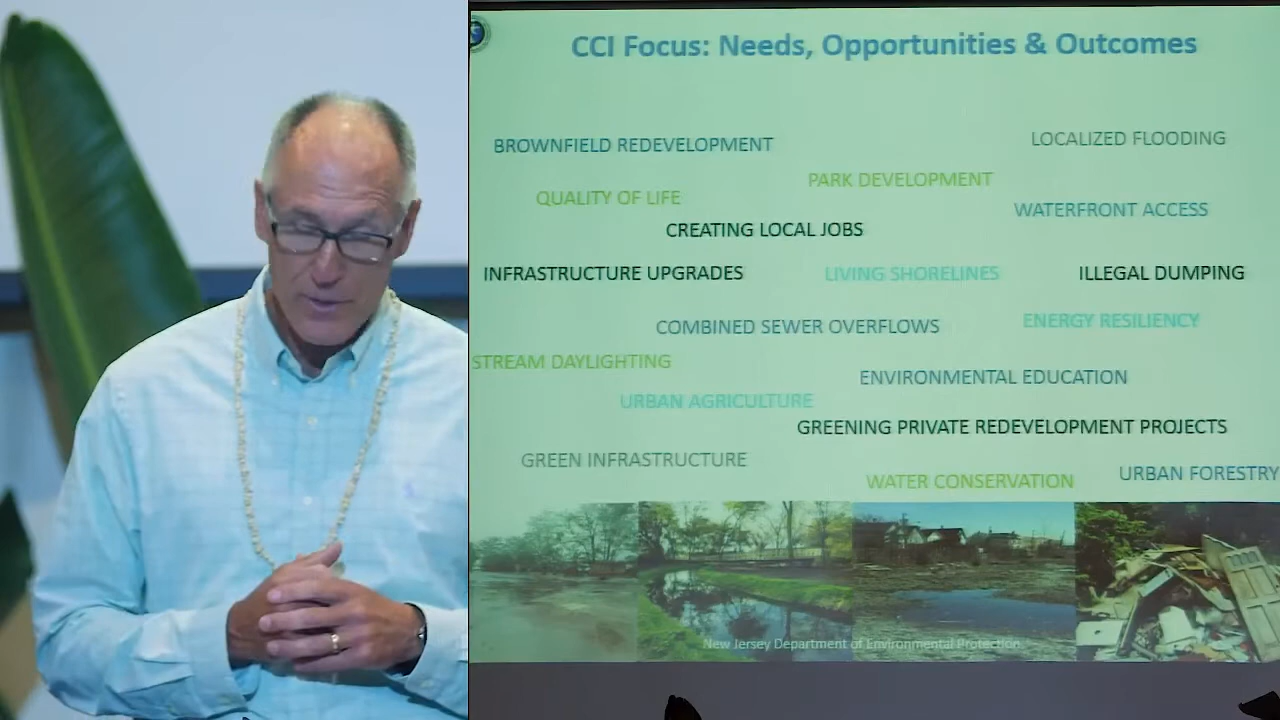 CCI Focus: Needs, Opportunities & Outcomes
BROWNFIELD REDEVELOPMENT
LOCALIZED FLOODING
PARK DEVELOPMENT
QUALITY OF LIFE
WATERFRONT ACCESS
CREATING LOCAL JOBS
INFRASTRUCTURE UPGRADES
LIVING SHORELINES
ILLEGAL DUMPING
COMBINED SEWER OVERFLOWS
ENERGY RESILIENCY
STREAM DAYLIGHTING
ENVIRONMENTAL EDUCATION
URBAN AGRICULTURE
GREENING PRIVATE REDEVELOPMENT PROJECTS
GREEN INFRASTRUCTURE
WATER CONSERVATION
URBAN FORESTRY
New Jersey Department of Environmental Protection